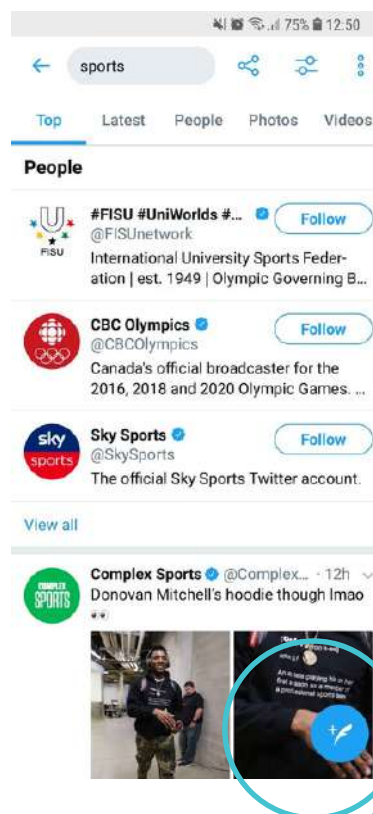 75% 12:50
sports
Top Latest People Photos Videos
People
#FISU #UniWorlds #... Follow
@FISUnetwork
FISU
International University Sports Feder-
ation | est. 1949 | Olympic Governing B...
CBC Olympics Follow
@CBCOlympics
Canada's official broadcaster for the
2016, 2018 and 2020 Olympic Games. ...
sky
sports
Sky Sports Follow
@SkySports
The official Sky Sports Twitter account.
View all
COMPLEX
SPORTS
Complex Sports @Complex... · 12h
Donovan Mitchell's hoodie though lmao
a professional sports